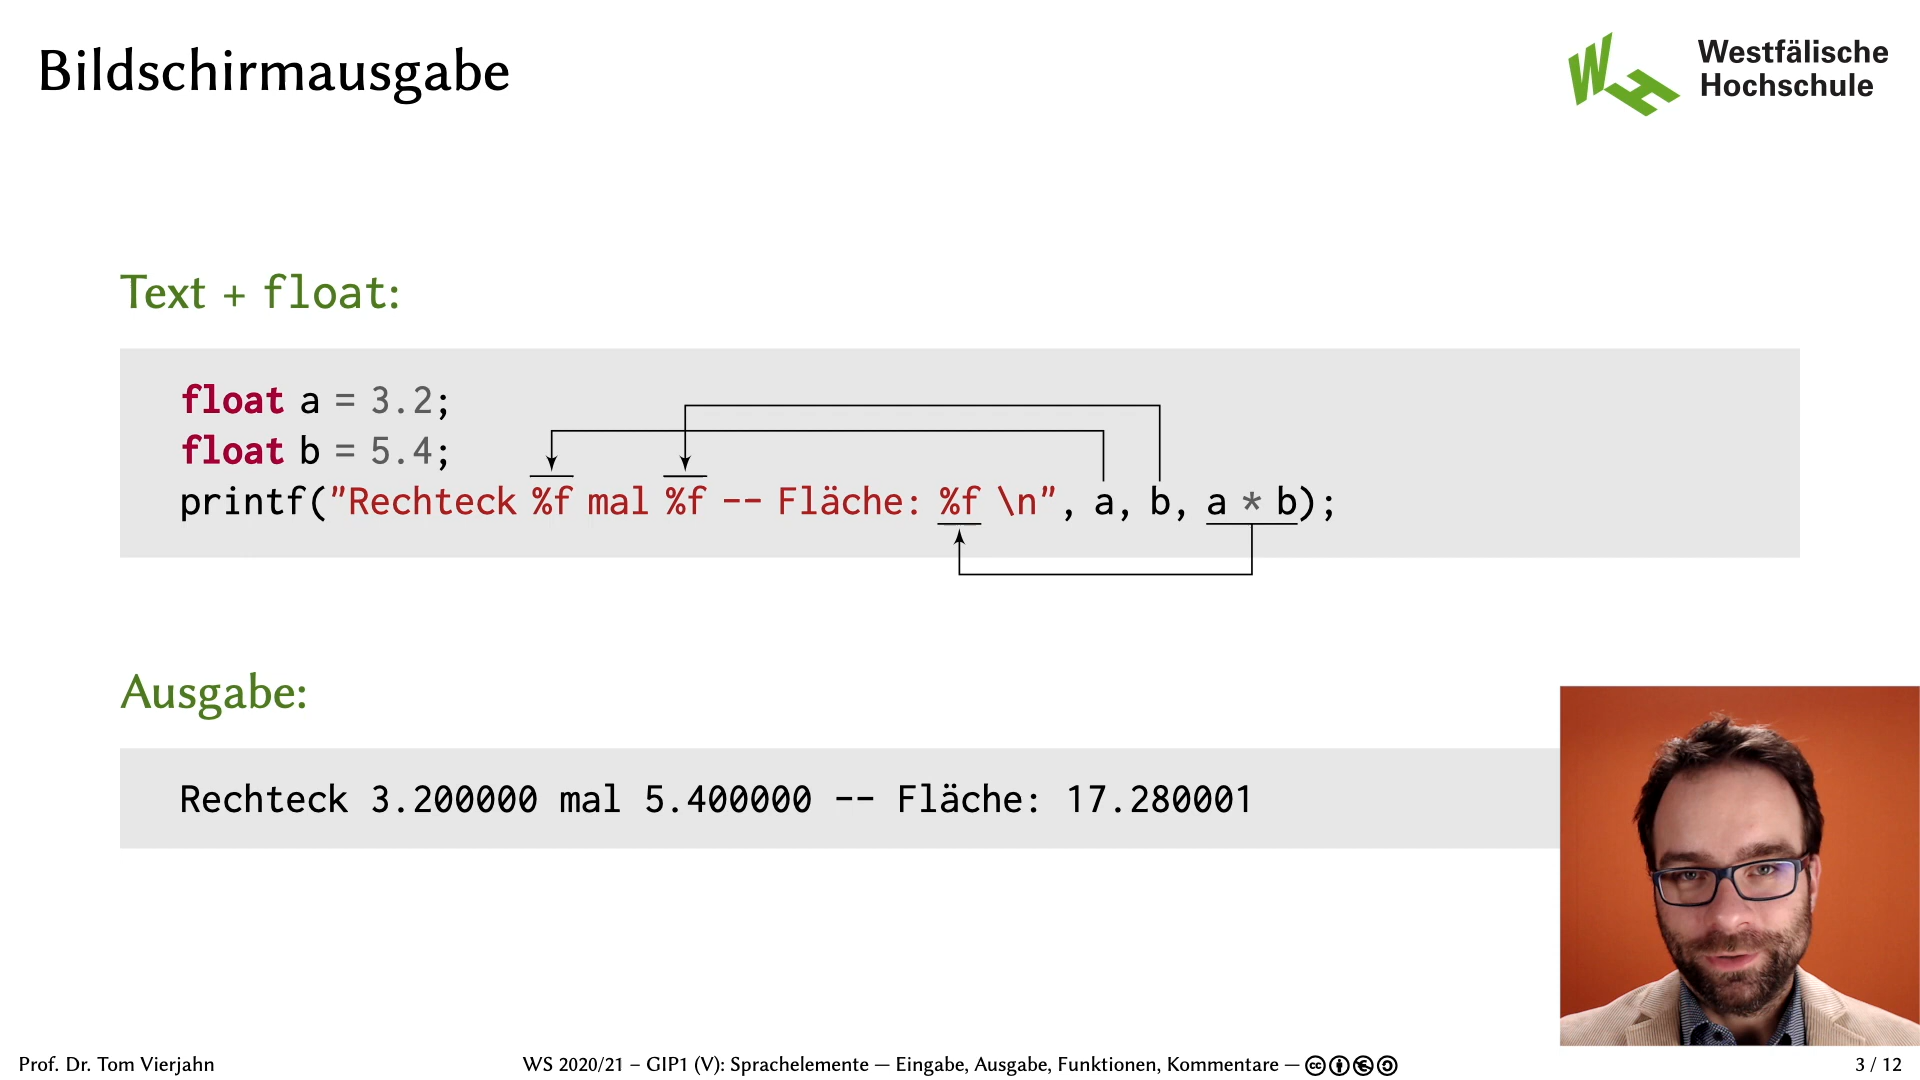 Bildschirmausgabe
Westfälische
Hochschule
Text + float:
float a = 3.2;
float b = 5.4;
printf("Rechteck %f mal %f -- Fläche: %f \n", a, b, a * b);
Ausgabe:
Rechteck 3.200000 mal 5.400000 -- Fläche: 17.280001
Prof. Dr. Tom Vierjahn
WS 2020/21 – GIP1 (V): Sprachelemente — Eingabe, Ausgabe, Funktionen, Kommentare —
3 / 12